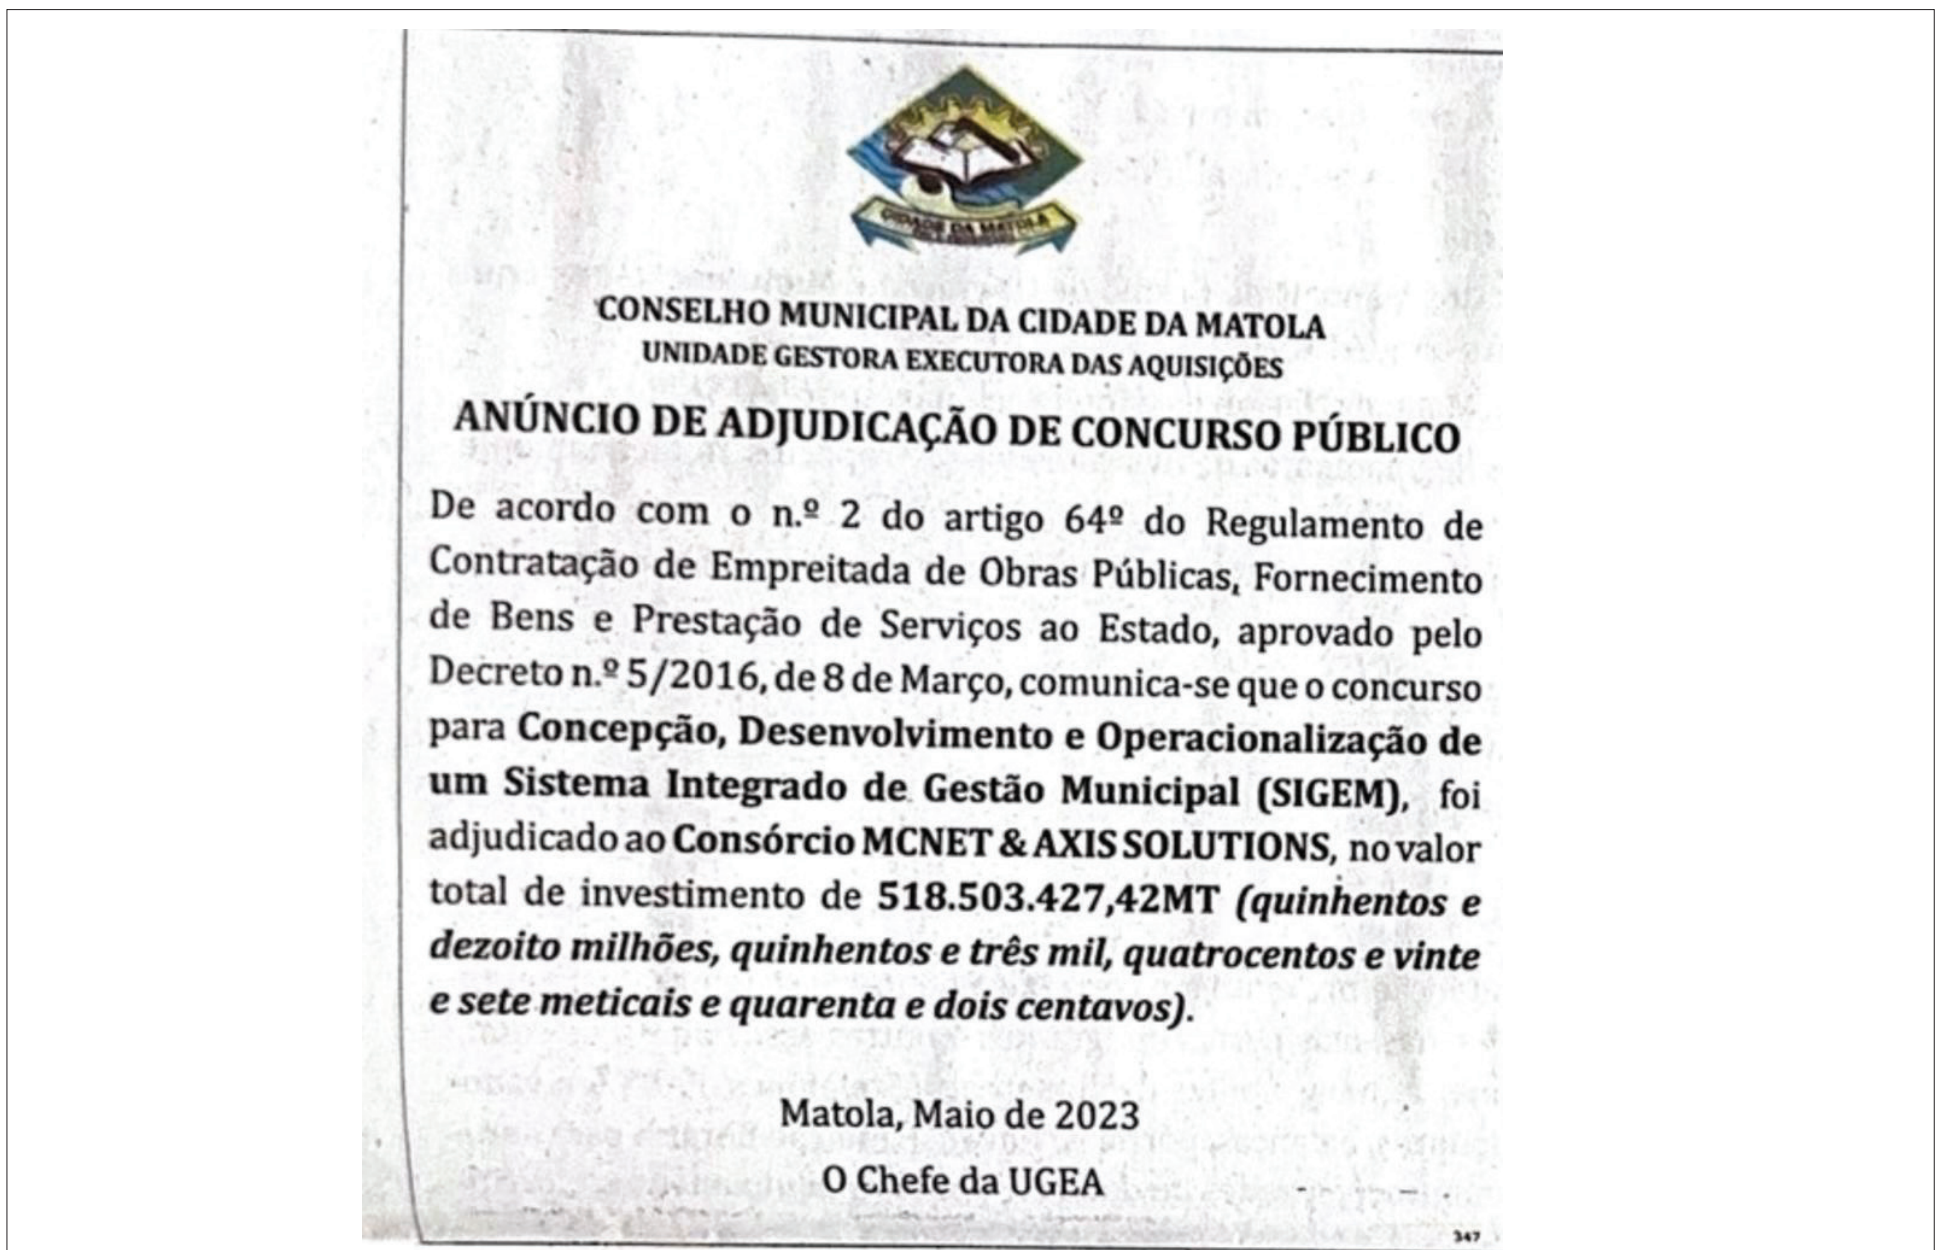 CIDADE DA MATOLA
CONSELHO MUNICIPAL DA CIDADE DA MATOLA
UNIDADE GESTORA EXECUTORA DAS AQUISIÇÕES
ANÚNCIO DE ADJUDICAÇÃO DE CONCURSO PÚBLICO
De acordo com o n.º 2 do artigo 64º do Regulamento de
Contratação de Empreitada de Obras Públicas, Fornecimento
de Bens e Prestação de Serviços ao Estado, aprovado pelo
Decreto n.º 5/2016, de 8 de Março, comunica-se que o concurso
para Concepção, Desenvolvimento e Operacionalização de
um Sistema Integrado de Gestão Municipal (SIGEM), foi
adjudicado ao Consórcio MCNET & AXIS SOLUTIONS, no valor
total de investimento de 518.503.427,42MT (quinhentos e
dezoito milhões, quinhentos e três mil, quatrocentos e vinte
e sete meticais e quarenta e dois centavos).
Matola, Maio de 2023
O Chefe da UGEA
347